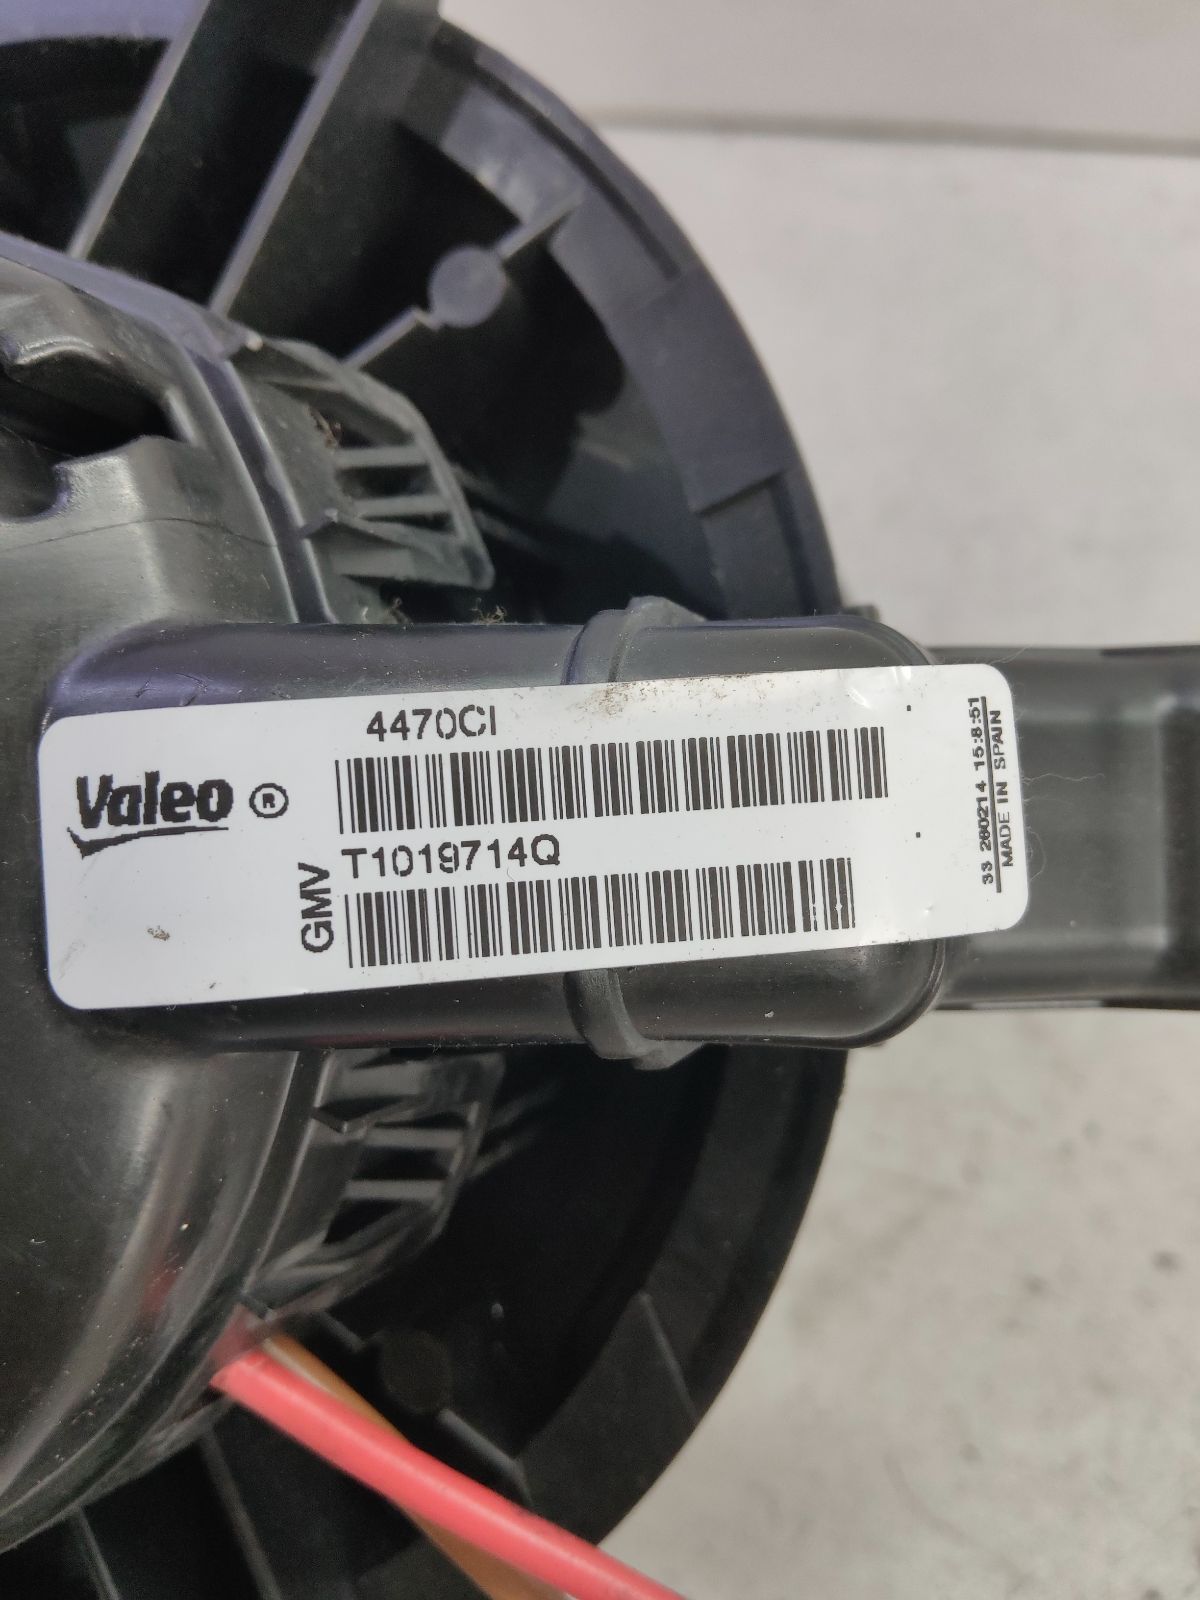 4470CI
Valeo ®
T1019714Q
GMV
33 280214 15:8:51
MADE IN SPAIN